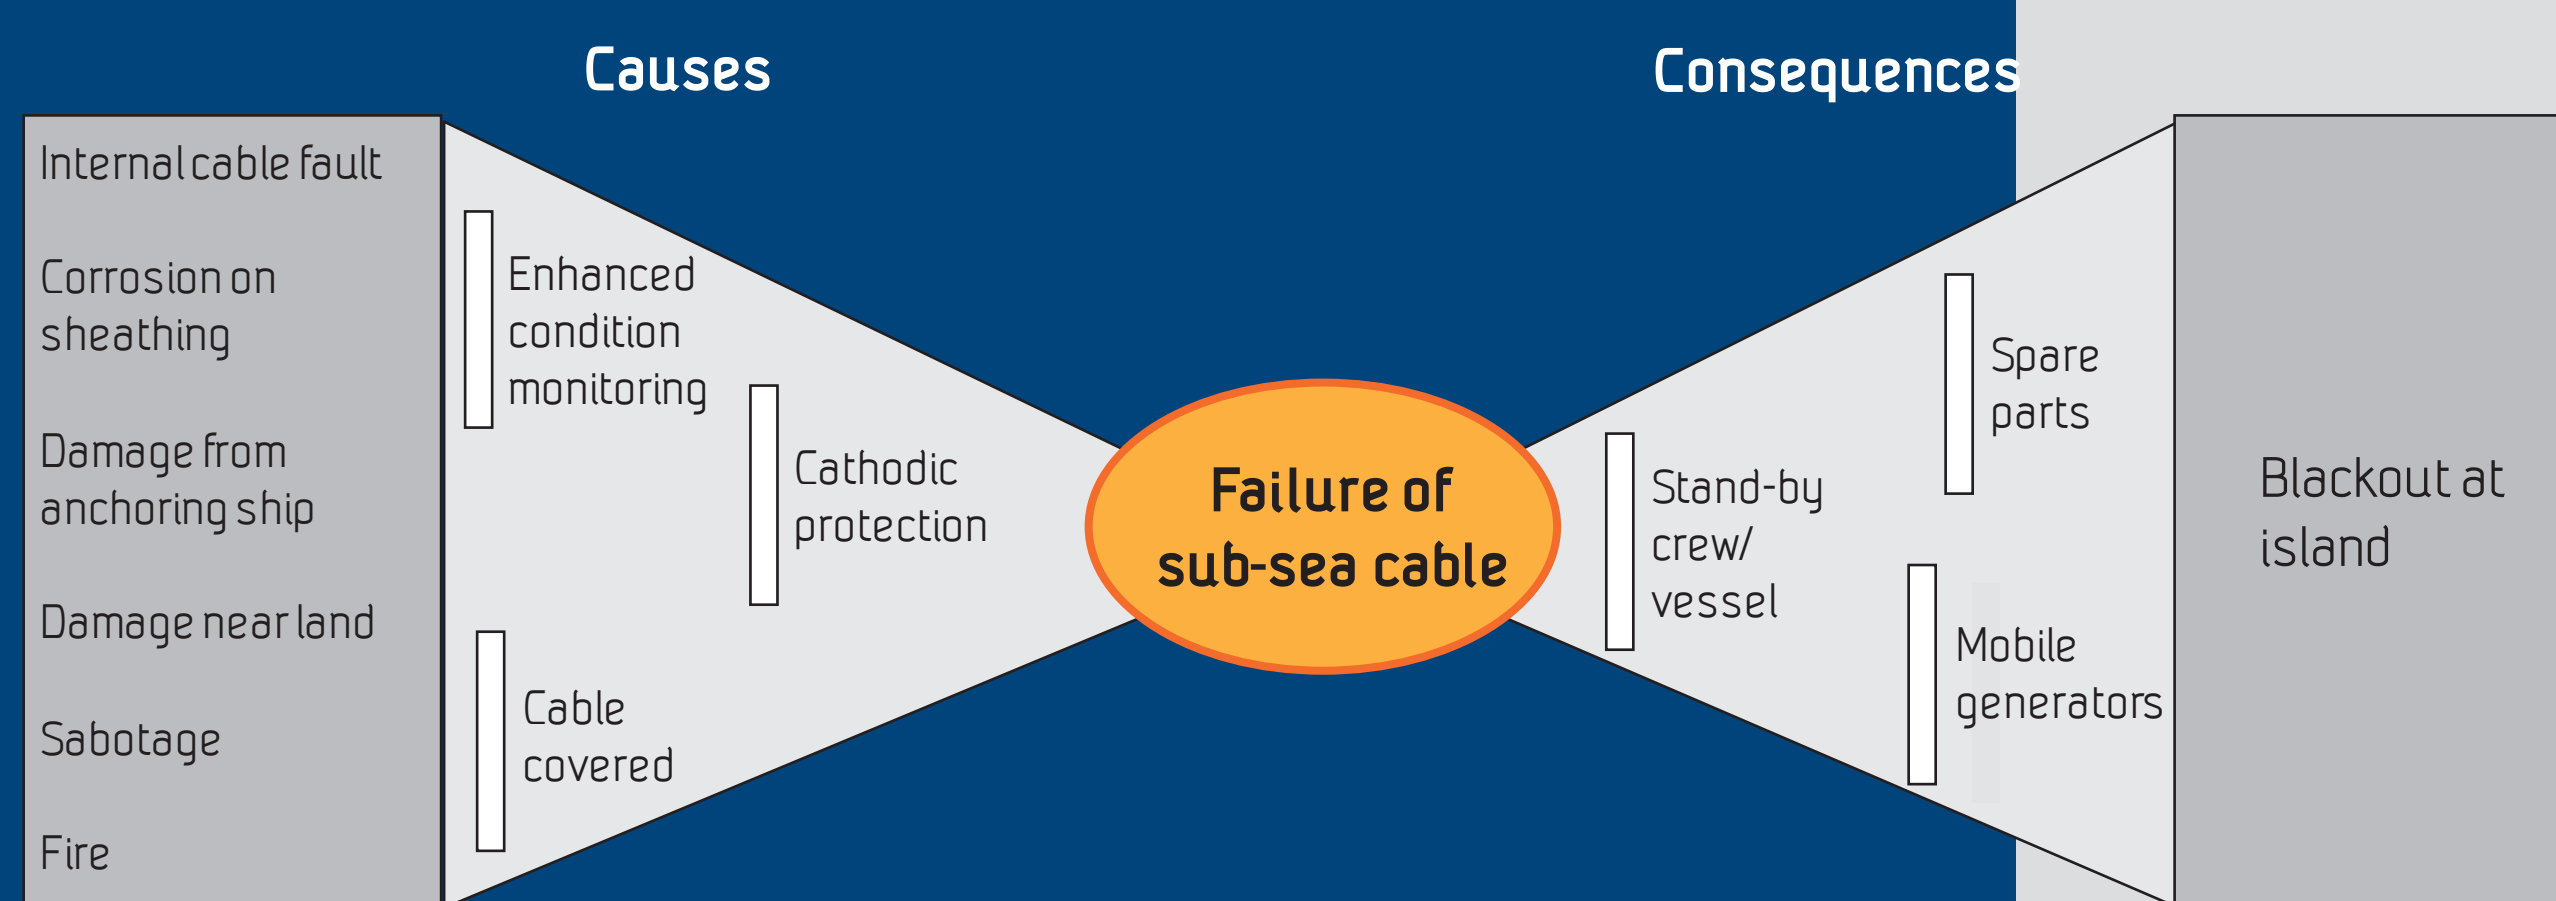 Causes
Consequences
Internal cable fault
Corrosion on
sheathing
Damage from
anchoring ship
Damage near land
Sabotage
Fire
Enhanced
condition
monitoring
Cathodic
protection
Cable
covered
Failure of
sub-sea cable
Stand-by
crew/
vessel
Spare
parts
Mobile
generators
Blackout at
island